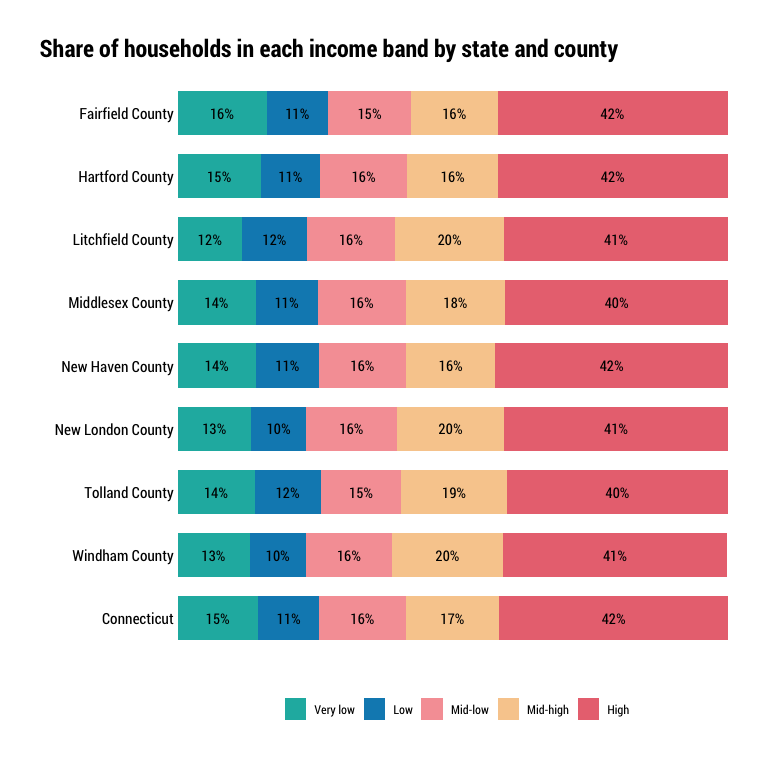 Share of households in each income band by state and county
Fairfield County 16% 11% 15% 16% 42%
Hartford County 15% 11% 16% 16% 42%
Litchfield County 12% 12% 16% 20% 41%
Middlesex County 14% 11% 16% 18% 40%
New Haven County 14% 11% 16% 16% 42%
New London County 13% 10% 16% 20% 41%
Tolland County 14% 12% 15% 19% 40%
Windham County 13% 10% 16% 20% 41%
Connecticut 15% 11% 16% 17% 42%
Very low Low Mid-low Mid-high High